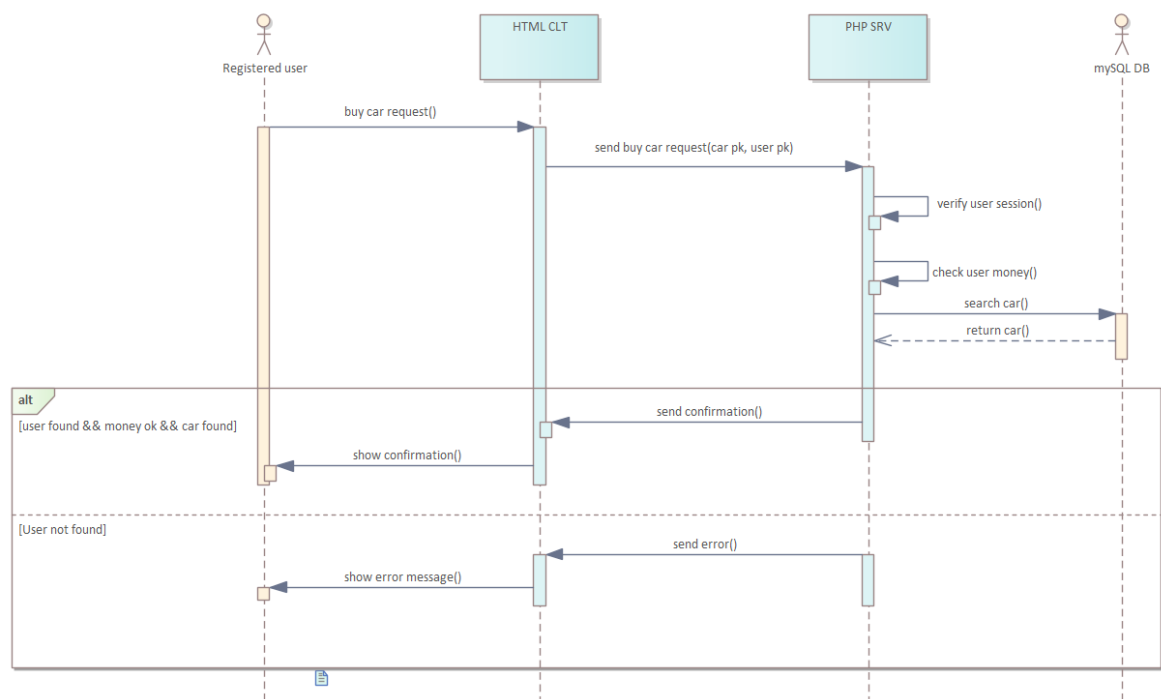 HTML CLT
PHP SRV
Registered user
mySQL DB
buy car request()
send buy car request(car pk, user pk)
verify user session()
check user money()
search car()
return car()
alt
send confirmation()
[user found && money ok && car found]
show confirmation()
[User not found]
send error()
show error message()